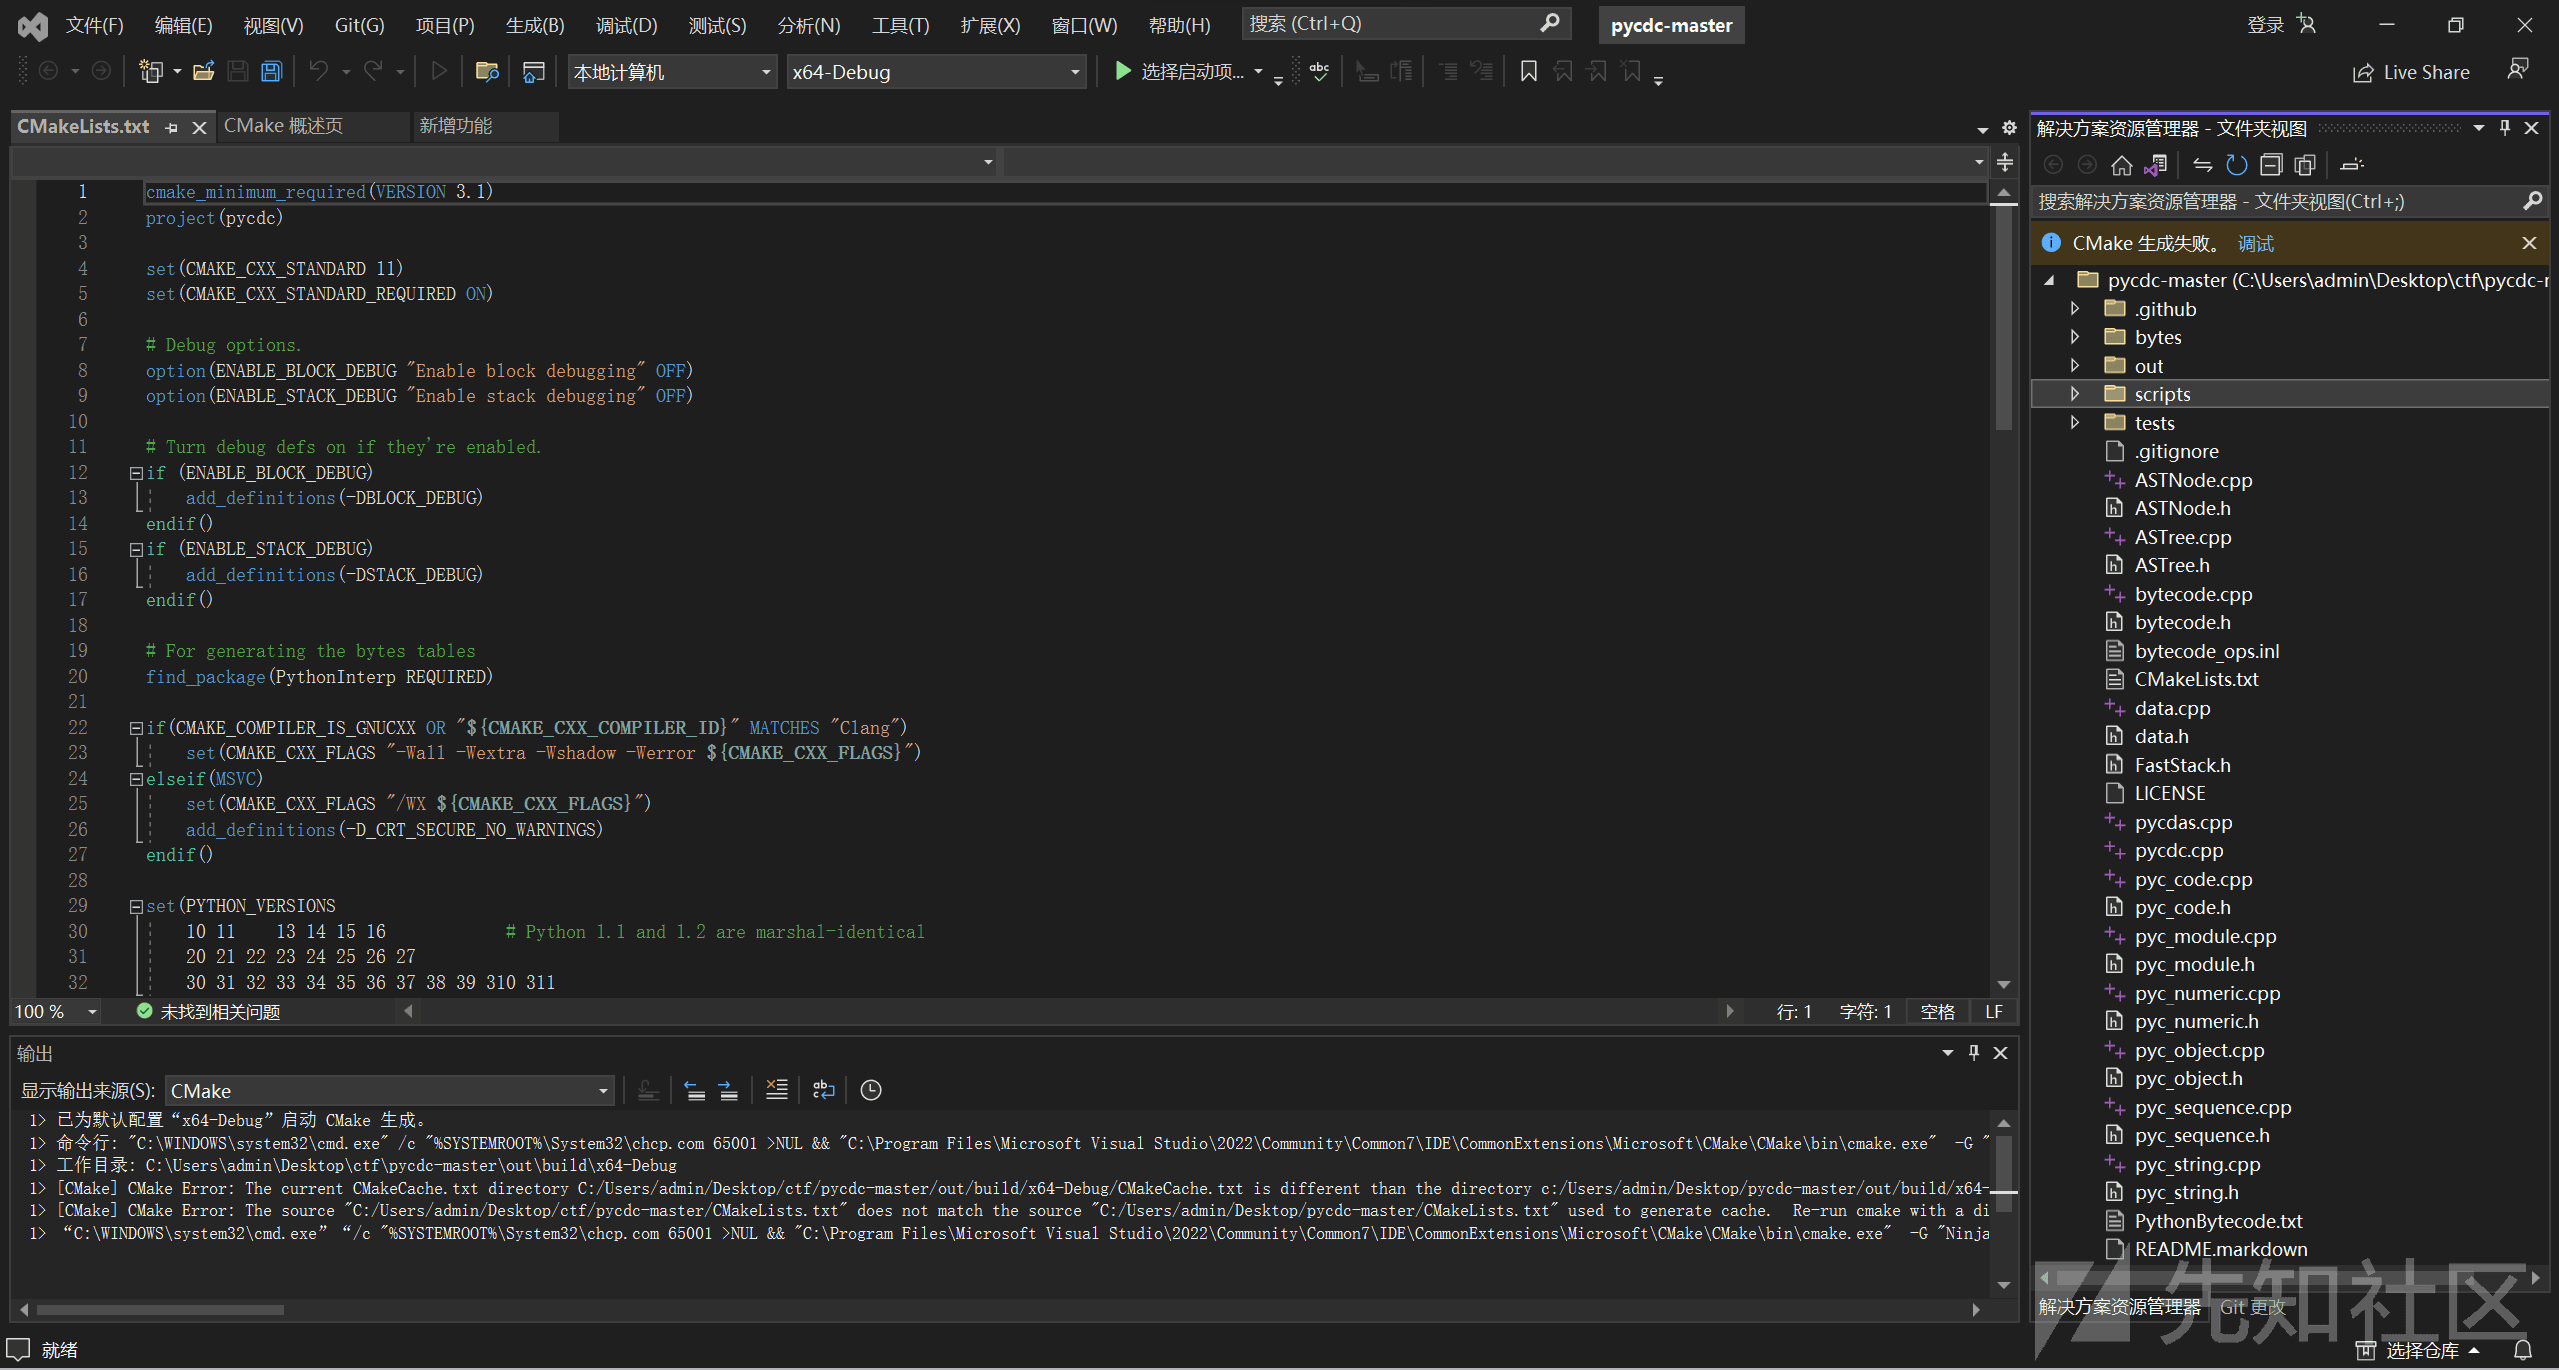 文件(F) 编辑(E) 视图(V) Git(G) 项目(P) 生成(B) 调试(D) 测试(S) 分析(N) 工具(T) 扩展(X) 窗口(W) 帮助(H) 搜索 (Ctrl+Q) pycdc-master 登录
本地计算机 x64-Debug 选择启动项... Live Share
CMakeLists.txt CMake 概述页 新增功能
1 cmake_minimum_required(VERSION 3.1)
2 project(pycdc)
3
4 set(CMAKE_CXX_STANDARD 11)
5 set(CMAKE_CXX_STANDARD_REQUIRED ON)
6
7 # Debug options.
8 option(ENABLE_BLOCK_DEBUG "Enable block debugging" OFF)
9 option(ENABLE_STACK_DEBUG "Enable stack debugging" OFF)
10
11 # Turn debug defs on if they're enabled.
12 if (ENABLE_BLOCK_DEBUG)
13 add_definitions(-DBLOCK_DEBUG)
14 endif()
15 if (ENABLE_STACK_DEBUG)
16 add_definitions(-DSTACK_DEBUG)
17 endif()
18
19 # For generating the bytes tables
20 find_package(PythonInterp REQUIRED)
21
22 if(CMAKE_COMPILER_IS_GNUCXX OR "${CMAKE_CXX_COMPILER_ID}" MATCHES "Clang")
23 set(CMAKE_CXX_FLAGS "-Wall -Wextra -Wshadow -Werror ${CMAKE_CXX_FLAGS}")
24 elseif(MSVC)
25 set(CMAKE_CXX_FLAGS "/WX ${CMAKE_CXX_FLAGS}")
26 add_definitions(-D_CRT_SECURE_NO_WARNINGS)
27 endif()
28
29 set(PYTHON_VERSIONS
30 10 11 13 14 15 16 # Python 1.1 and 1.2 are marshal-identical
31 20 21 22 23 24 25 26 27
32 30 31 32 33 34 35 36 37 38 39 310 311
100 % 未找到相关问题 行: 1 字符: 1 空格 LF
输出
显示输出来源(S): CMake
1> 已为默认配置“x64-Debug”启动 CMake 生成。
1> 命令行: "C:\WINDOWS\system32\cmd.exe" /c "%SYSTEMROOT%\System32\chcp.com 65001 >NUL && "C:\Program Files\Microsoft Visual Studio\2022\Community\Common7\IDE\CommonExtensions\Microsoft\CMake\CMake\bin\cmake.exe" -G "
1> 工作目录: C:\Users\admin\Desktop\ctf\pycdc-master\out\build\x64-Debug
1> [CMake] CMake Error: The current CMakeCache.txt directory C:/Users/admin/Desktop/ctf/pycdc-master/out/build/x64-Debug/CMakeCache.txt is different than the directory c:/Users/admin/Desktop/pycdc-master/out/build/x64-
1> [CMake] CMake Error: The source "C:/Users/admin/Desktop/ctf/pycdc-master/CMakeLists.txt" does not match the source "C:/Users/admin/Desktop/pycdc-master/CMakeLists.txt" used to generate cache. Re-run cmake with a di
1> “C:\WINDOWS\system32\cmd.exe” “/c "%SYSTEMROOT%\System32\chcp.com 65001 >NUL && "C:\Program Files\Microsoft Visual Studio\2022\Community\Common7\IDE\CommonExtensions\Microsoft\CMake\CMake\bin\cmake.exe" -G "Ninja
解决方案资源管理器 - 文件夹视图
搜索解决方案资源管理器 - 文件夹视图(Ctrl+;)
CMake 生成失败。 调试
pycdc-master (C:\Users\admin\Desktop\ctf\pycdc-r
.github
bytes
out
scripts
tests
.gitignore
ASTNode.cpp
ASTNode.h
ASTree.cpp
ASTree.h
bytecode.cpp
bytecode.h
bytecode_ops.inl
CMakeLists.txt
data.cpp
data.h
FastStack.h
LICENSE
pycdas.cpp
pycdc.cpp
pyc_code.cpp
pyc_code.h
pyc_module.cpp
pyc_module.h
pyc_numeric.cpp
pyc_numeric.h
pyc_object.cpp
pyc_object.h
pyc_sequence.cpp
pyc_sequence.h
pyc_string.cpp
pyc_string.h
PythonBytecode.txt
README.markdown
解决方案资源管理器 Git 更改
先知社区
就绪 选择仓库